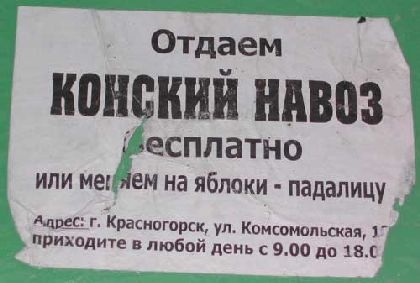 Отдаем
КОНСКИЙ НАВОЗ
бесплатно
или меняем на яблоки - падалицу
Адрес: г. Красногорск, ул. Комсомольская,
приходите в любой день с 9.00 до 18.0